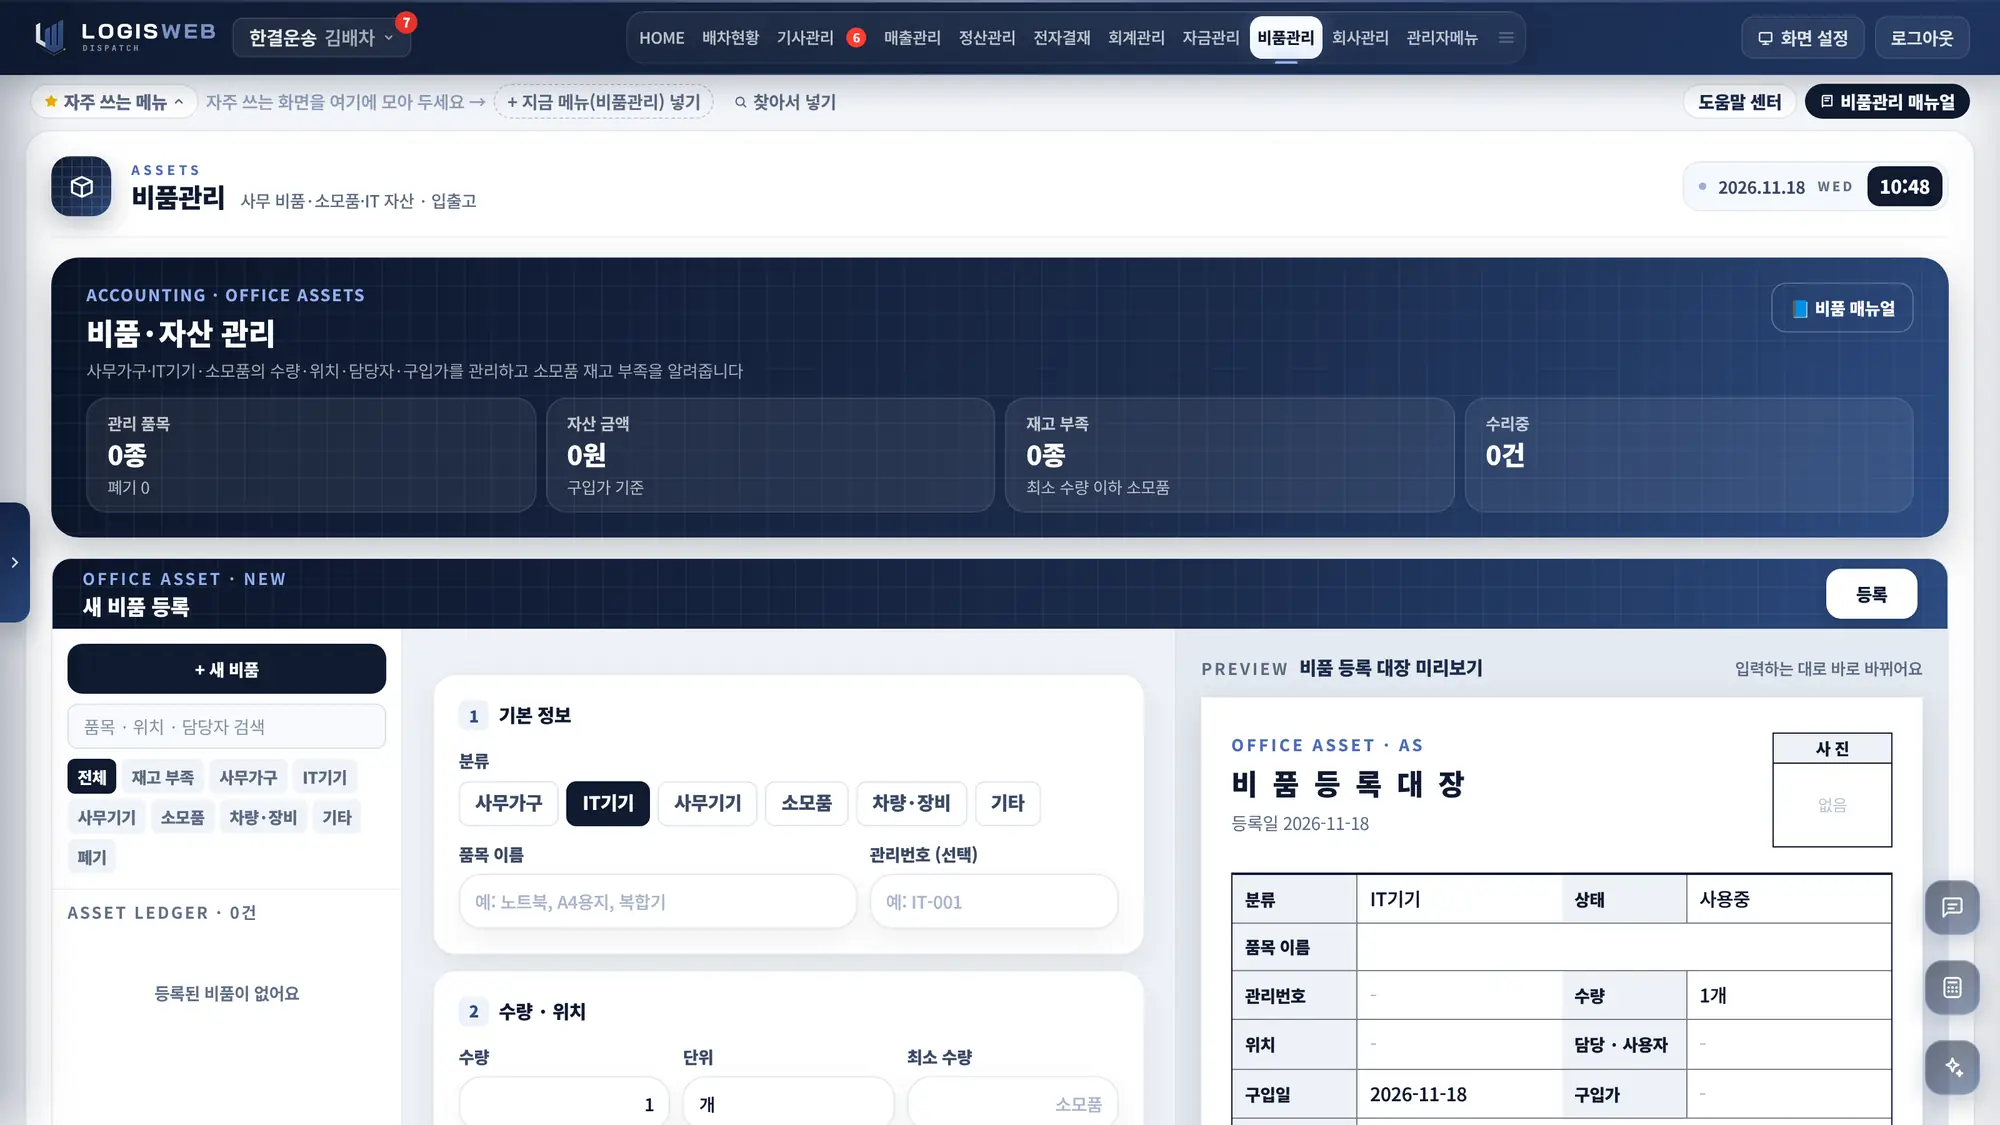 LOGISWEB
DISPATCH
한결운송 김배차
7
HOME 배차현황 기사관리 6 매출관리 정산관리 전자결재 회계관리 자금관리 비품관리 회사관리 관리자메뉴
화면 설정
로그아웃
자주 쓰는 메뉴
자주 쓰는 화면을 여기에 모아 두세요 →
+ 지금 메뉴(비품관리) 넣기
찾아서 넣기
도움말 센터
비품관리 매뉴얼
ASSETS
비품관리 사무 비품·소모품·IT 자산 · 입출고
2026.11.18 WED 10:48
ACCOUNTING · OFFICE ASSETS
비품·자산 관리
사무가구·IT기기·소모품의 수량·위치·담당자·구입가를 관리하고 소모품 재고 부족을 알려줍니다
비품 매뉴얼
관리 품목
0종
폐기 0
자산 금액
0원
구입가 기준
재고 부족
0종
최소 수량 이하 소모품
수리중
0건
OFFICE ASSET · NEW
새 비품 등록
등록
+ 새 비품
품목 · 위치 · 담당자 검색
전체 재고 부족 사무가구 IT기기
사무기기 소모품 차량·장비 기타
폐기
ASSET LEDGER · 0건
등록된 비품이 없어요
1 기본 정보
분류
사무가구 IT기기 사무기기 소모품 차량·장비 기타
품목 이름
예: 노트북, A4용지, 복합기
관리번호 (선택)
예: IT-001
2 수량 · 위치
수량 단위 최소 수량
1 개 소모품
PREVIEW 비품 등록 대장 미리보기
입력하는 대로 바로 바뀌어요
OFFICE ASSET · AS
비 품 등 록 대 장
등록일 2026-11-18
사 진
없음
분류 IT기기 상태 사용중
품목 이름
관리번호 - 수량 1개
위치 - 담당 · 사용자 -
구입일 2026-11-18 구입가 -